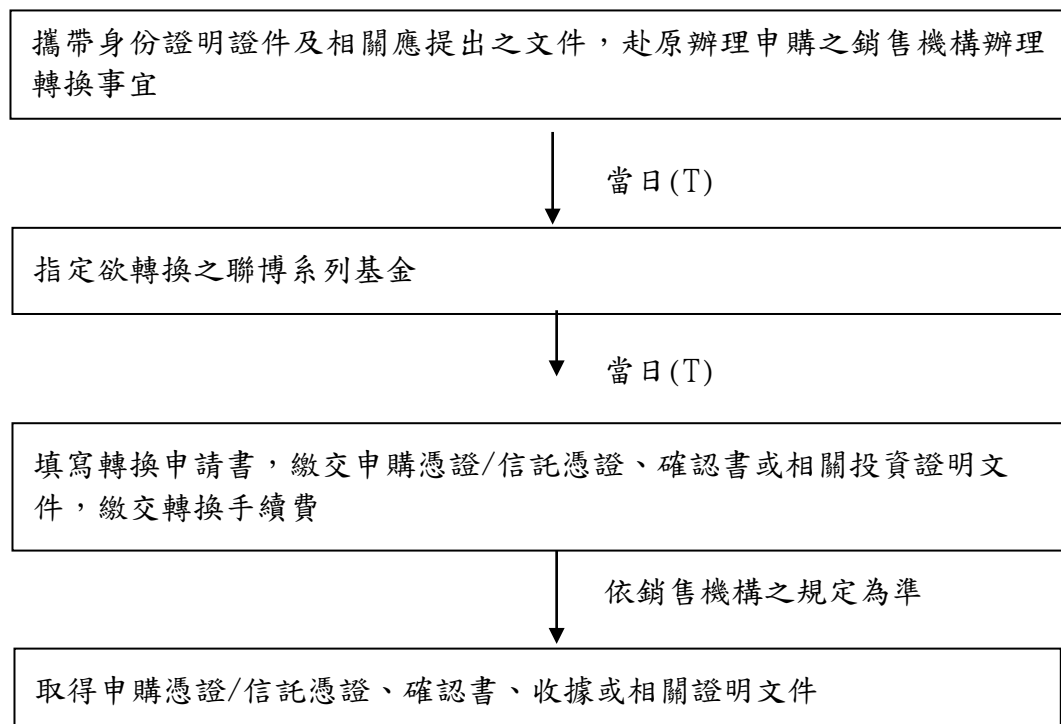 攜帶身份證明證件及相關應提出之文件，赴原辦理申購之銷售機構辦理
轉換事宜
當日(T)
指定欲轉換之聯博系列基金
當日(T)
填寫轉換申請書，繳交申購憑證/信託憑證、確認書或相關投資證明文
件，繳交轉換手續費
依銷售機構之規定為準
取得申購憑證/信託憑證、確認書、收據或相關證明文件